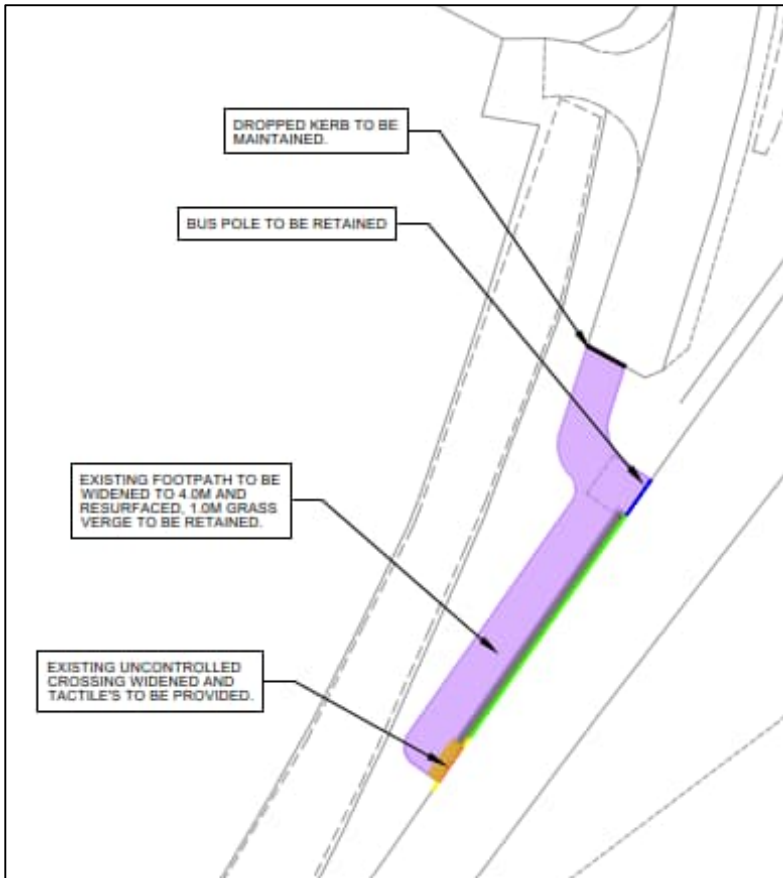 DROPPED KERB TO BE
MAINTAINED.
BUS POLE TO BE RETAINED
EXISTING FOOTPATH TO BE
WIDENED TO 4.0M AND
RESURFACED, 1.0M GRASS
VERGE TO BE RETAINED.
EXISTING UNCONTROLLED
CROSSING WIDENED AND
TACTILE'S TO BE PROVIDED.